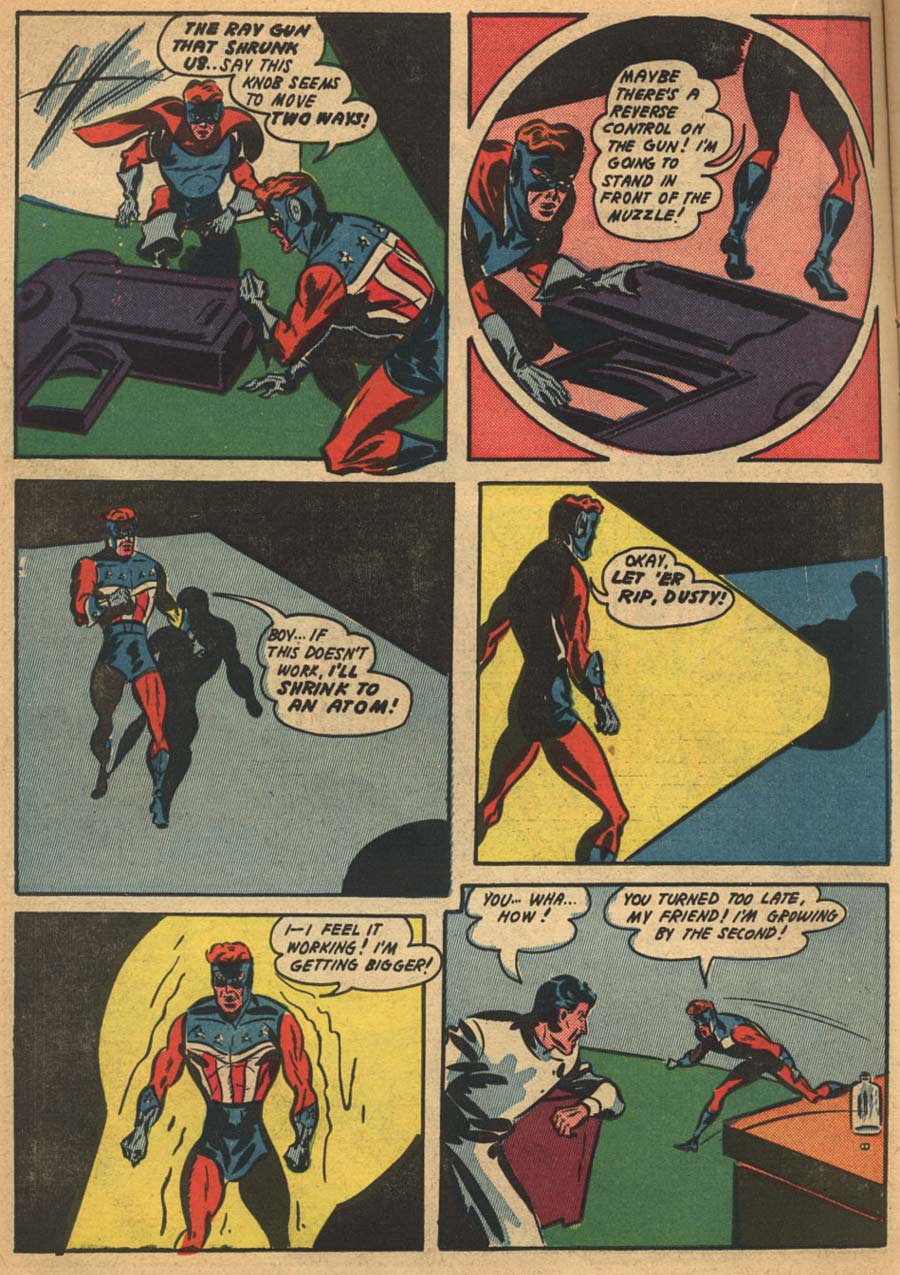 THE RAY GUN
THAT SHRUNK
US..SAY THIS
KNOB SEEMS
TO MOVE
TWO WAYS!
MAYBE
THERE'S A
REVERSE
CONTROL ON
THE GUN! I'M
GOING TO
STAND IN
FRONT OF THE
MUZZLE!
BOY... IF
THIS DOESN'T
WORK, I'LL
SHRINK TO
AN ATOM!
OKAY,
LET 'ER
RIP, DUSTY!
I-I FEEL IT
WORKING! I'M
GETTING BIGGER!
YOU... WHA...
HOW!
YOU TURNED TOO LATE,
MY FRIEND! I'M GROWING
BY THE SECOND!